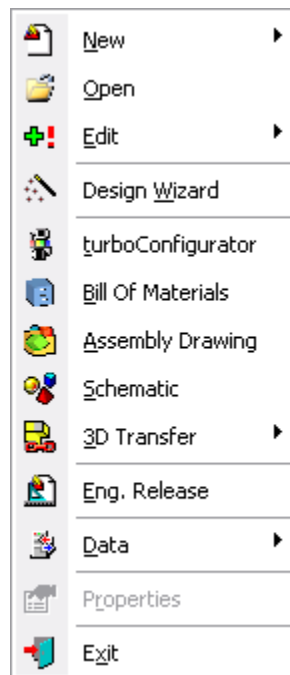 New
Open
Edit
Design Wizard
turboConfigurator
Bill Of Materials
Assembly Drawing
Schematic
3D Transfer
Eng. Release
Data
Properties
Exit